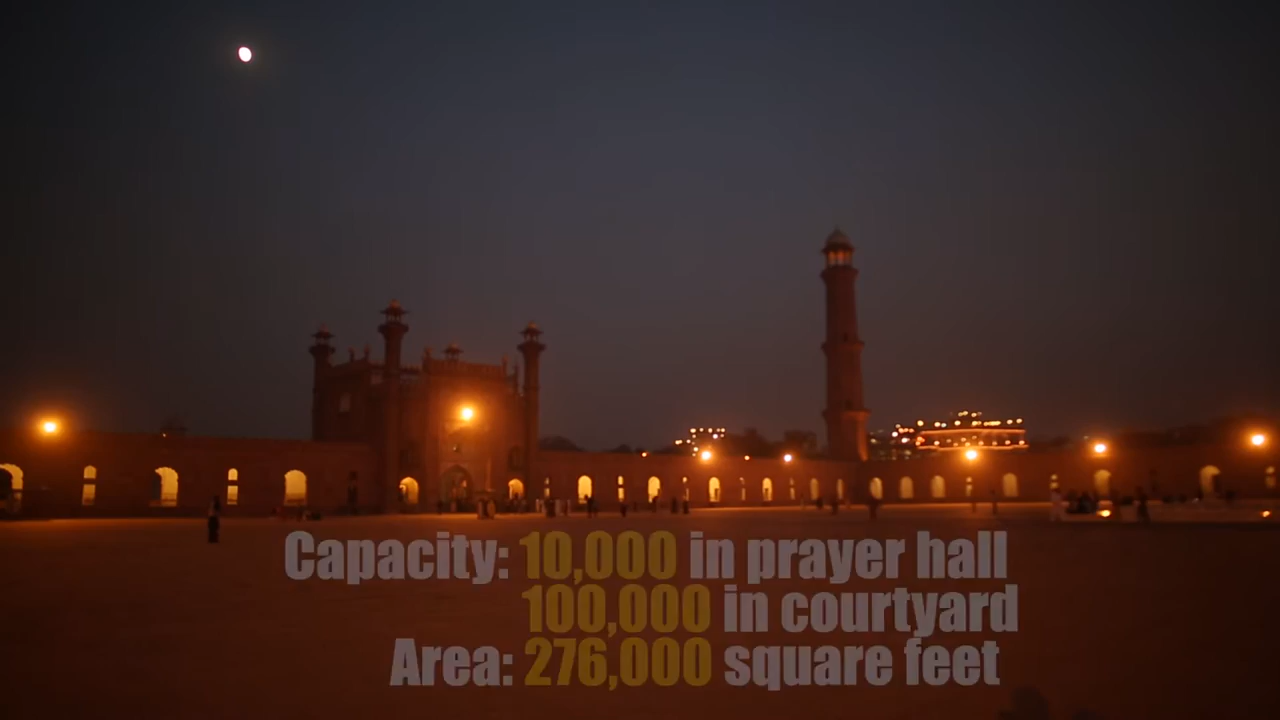 Capacity: 10,000 in prayer hall
100,000 in courtyard
Area: 276,000 square feet